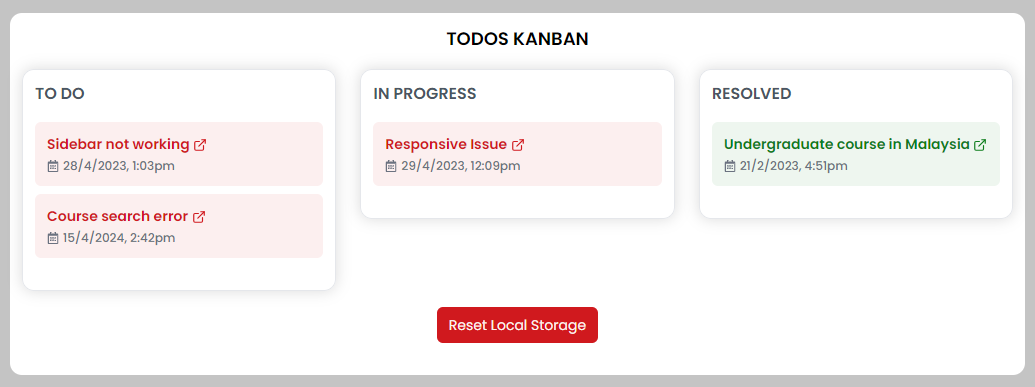 TODOS KANBAN
TO DO
Sidebar not working
28/4/2023, 1:03pm
Course search error
15/4/2024, 2:42pm
IN PROGRESS
Responsive Issue
29/4/2023, 12:09pm
RESOLVED
Undergraduate course in Malaysia
21/2/2023, 4:51pm
Reset Local Storage